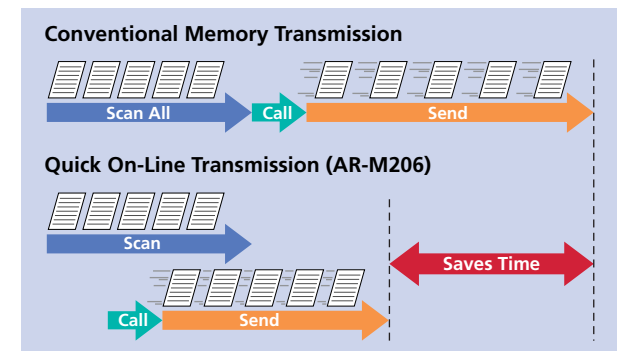 Conventional Memory Transmission
Scan All
Call
Send
Quick On-Line Transmission (AR-M206)
Scan
Saves Time
Call
Send